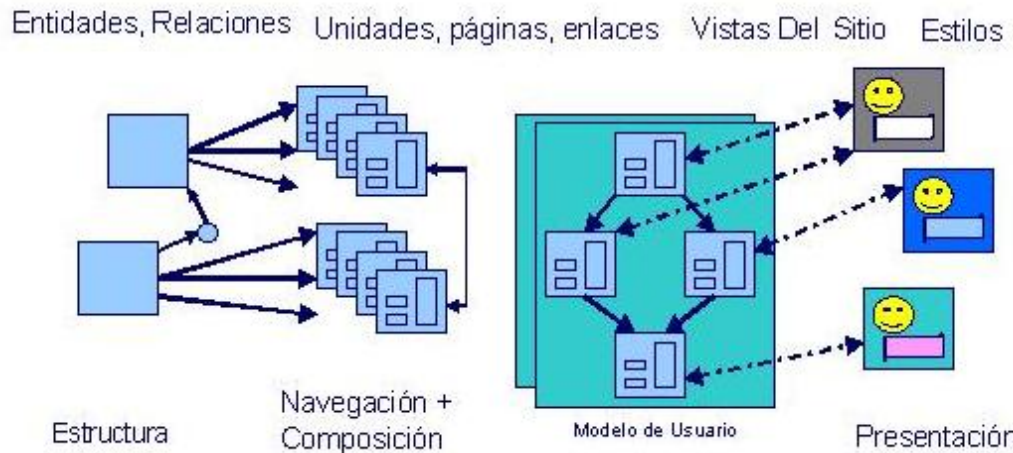 Entidades, Relaciones
Unidades, páginas, enlaces
Vistas Del Sitio
Estilos
Estructura
Navegación +
Composición
Modelo de Usuario
Presentación